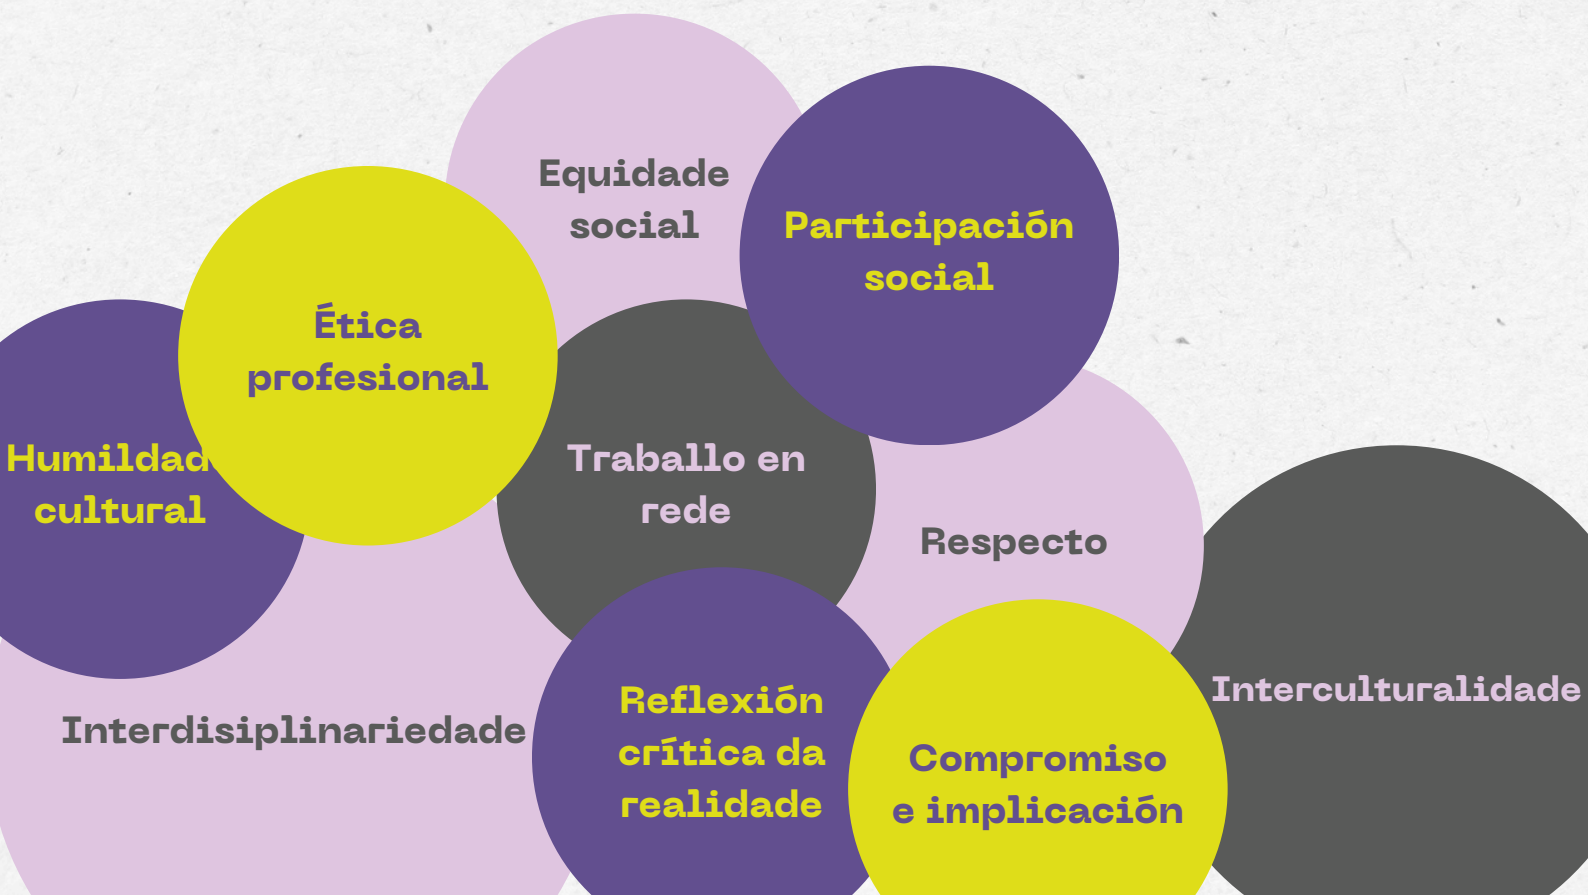 Equidade
social
Participación
social
Ética
profesional
Humildad
cultural
Traballo en
rede
Respecto
Interculturalidade
Interdisiplinariedade
Reflexión
crítica da
realidade
Compromiso
e implicación